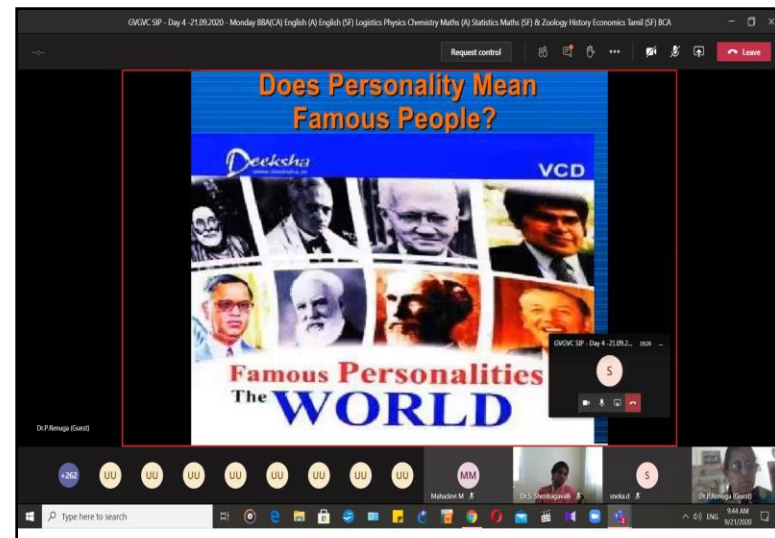 GVGVC SIP - Day 4 -21.09.2020 - Monday BBA(CA) English (A) English (SF) Logistics Physics Chemistry Maths (A) Statistics Maths (SF) & Zoology History Economics Tamil (SF) BCA
--:--
Request control
Leave
Does Personality Mean
Famous People?
Deeksha
VCD
GVGVC SIP - Day 4 -21.09.2...
S
Famous Personalities
The WORLD
Dr.P.Renuga (Guest)
+262 UU UU UU UU UU UU UU UU MM S
Mahadevi M Dr.S. Shenbagavalli sneka.d Dr.P.Renuga (Guest)
Type here to search
ENG 9:44 AM
9/21/2020